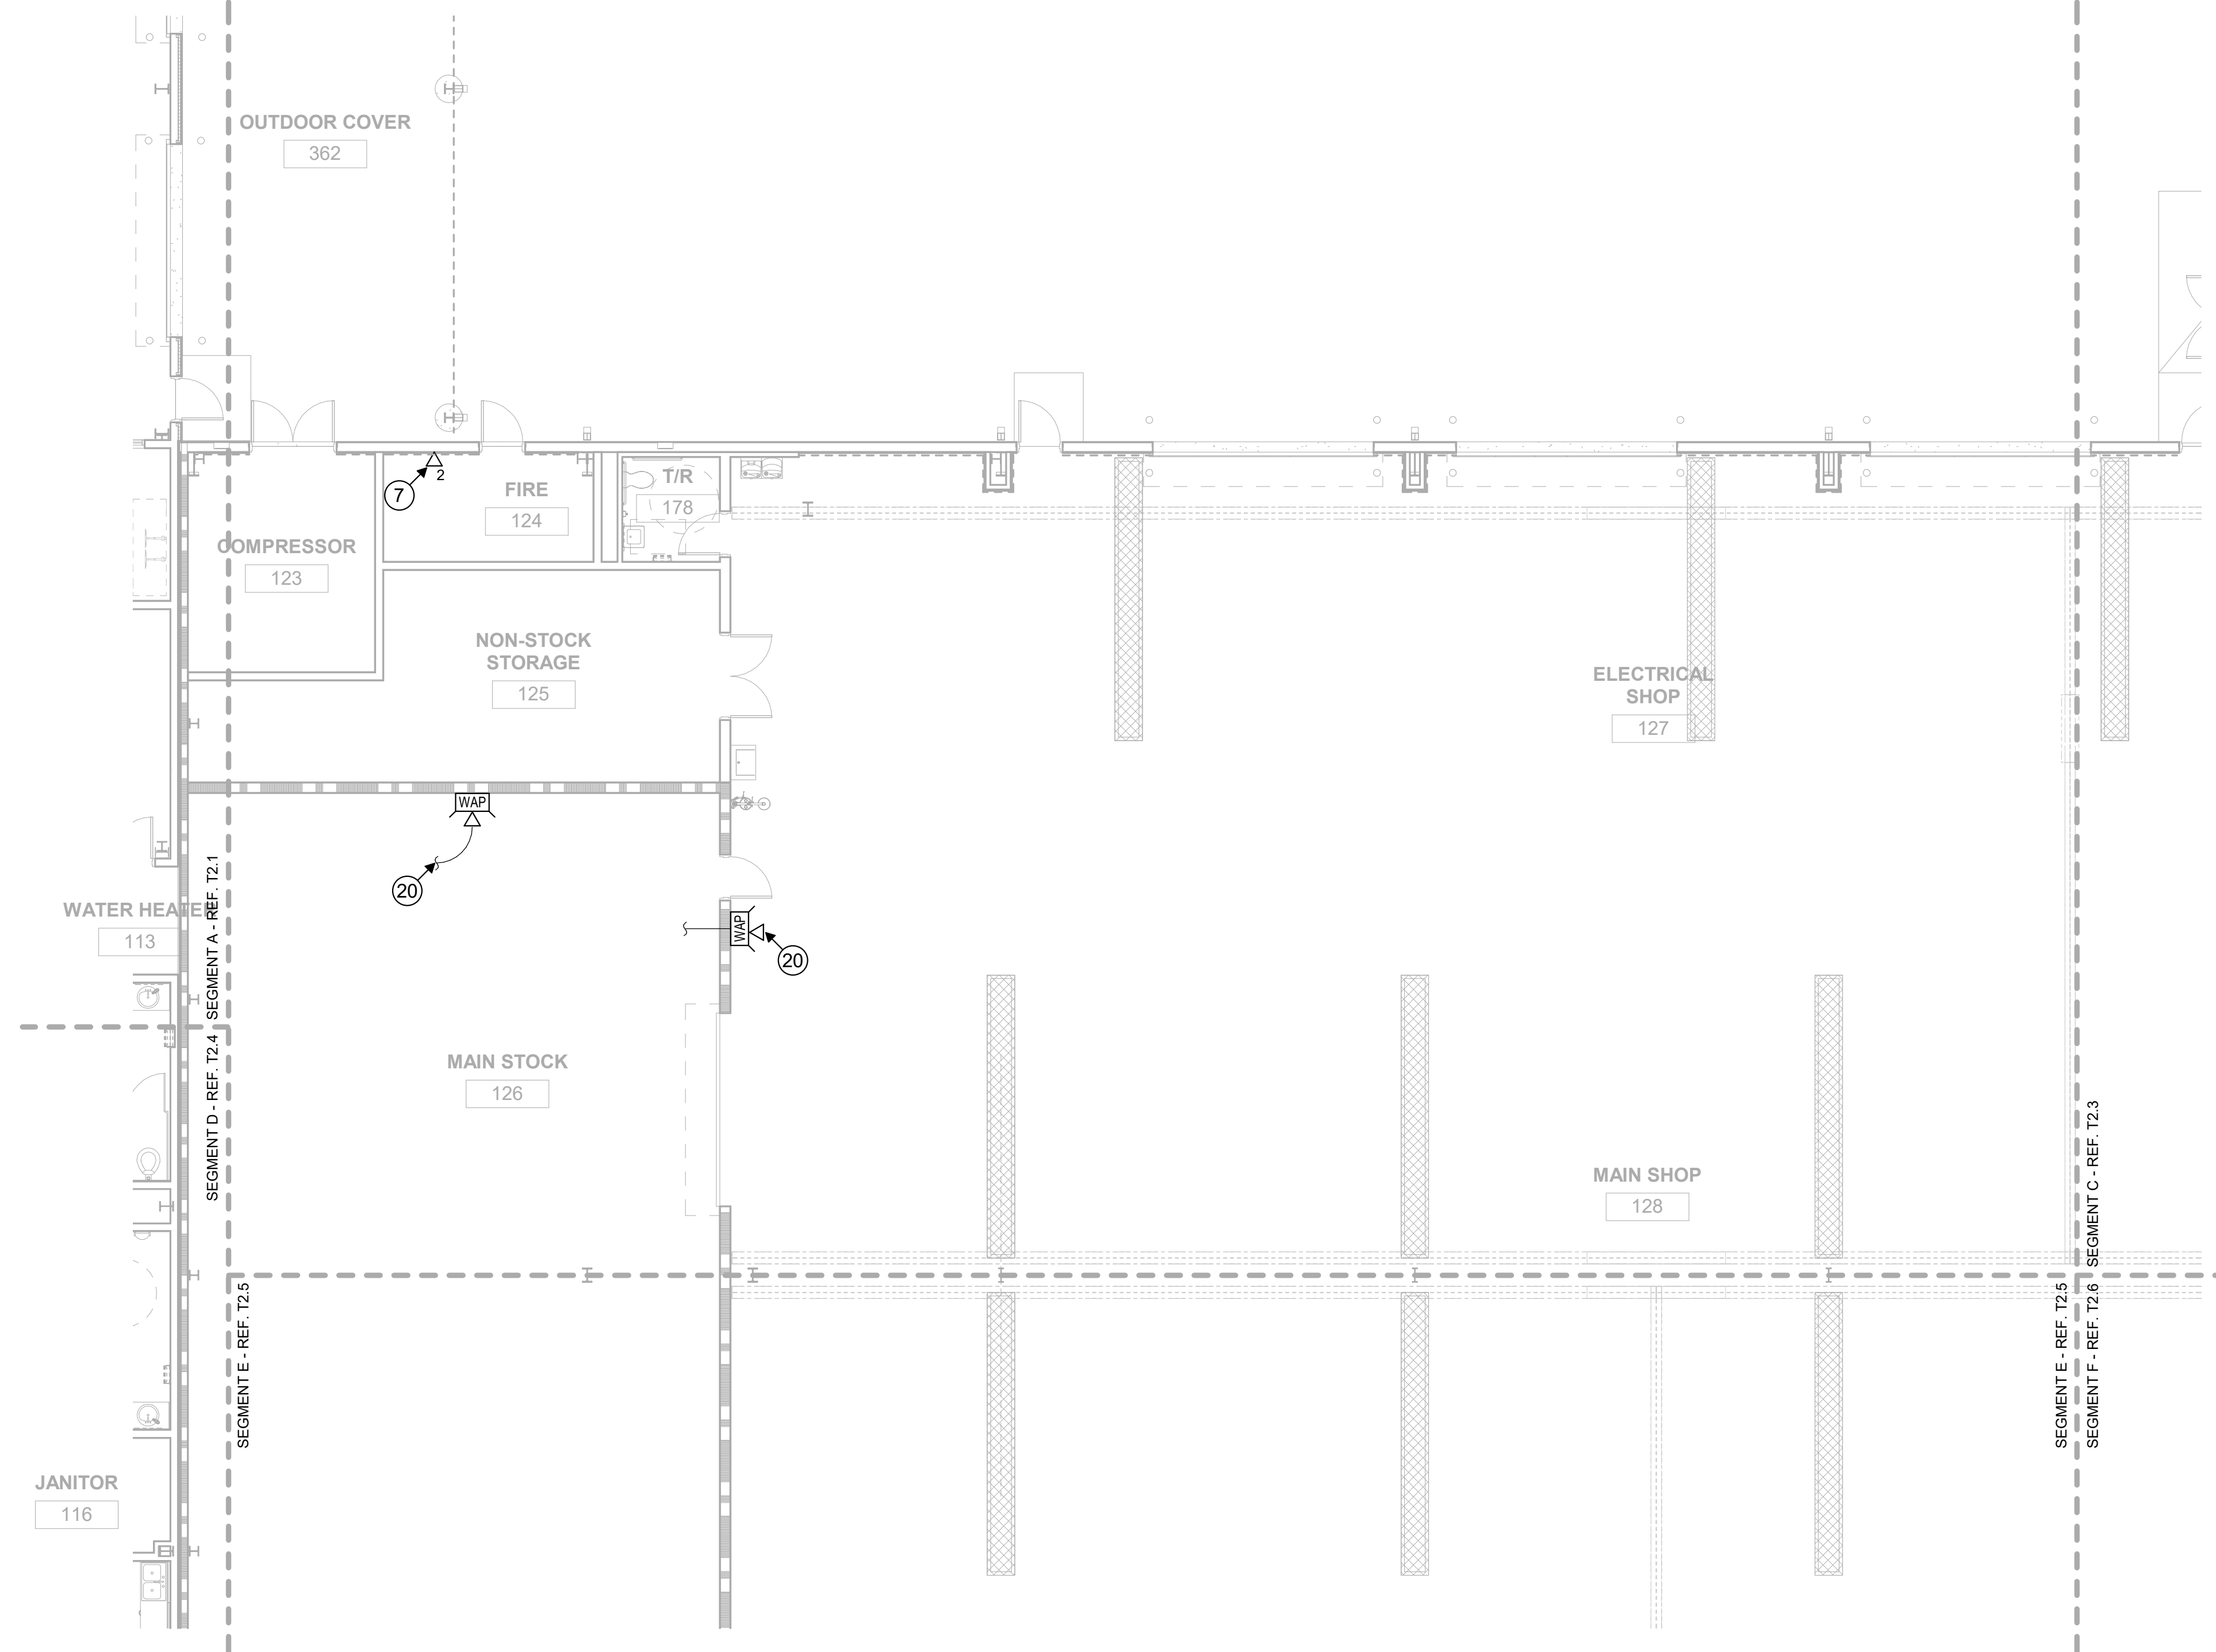 OUTDOOR COVER
362
2
7
FIRE
124
T/R
178
COMPRESSOR
123
NON-STOCK
STORAGE
125
ELECTRICAL
SHOP
127
WAP
20
WATER HEATER
113
SEGMENT A - REF. T2.1
WAP
20
SEGMENT D - REF. T2.4
MAIN STOCK
126
MAIN SHOP
128
SEGMENT C - REF. T2.3
SEGMENT E - REF. T2.5
SEGMENT E - REF. T2.5
SEGMENT F - REF. T2.6
JANITOR
116